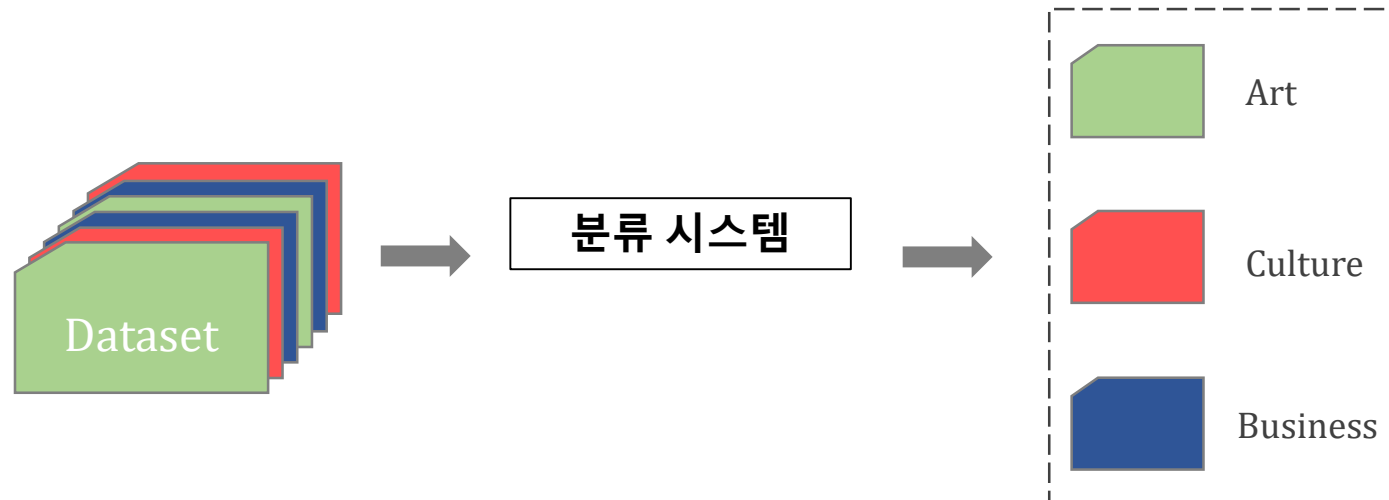 Dataset
분류 시스템
Art
Culture
Business